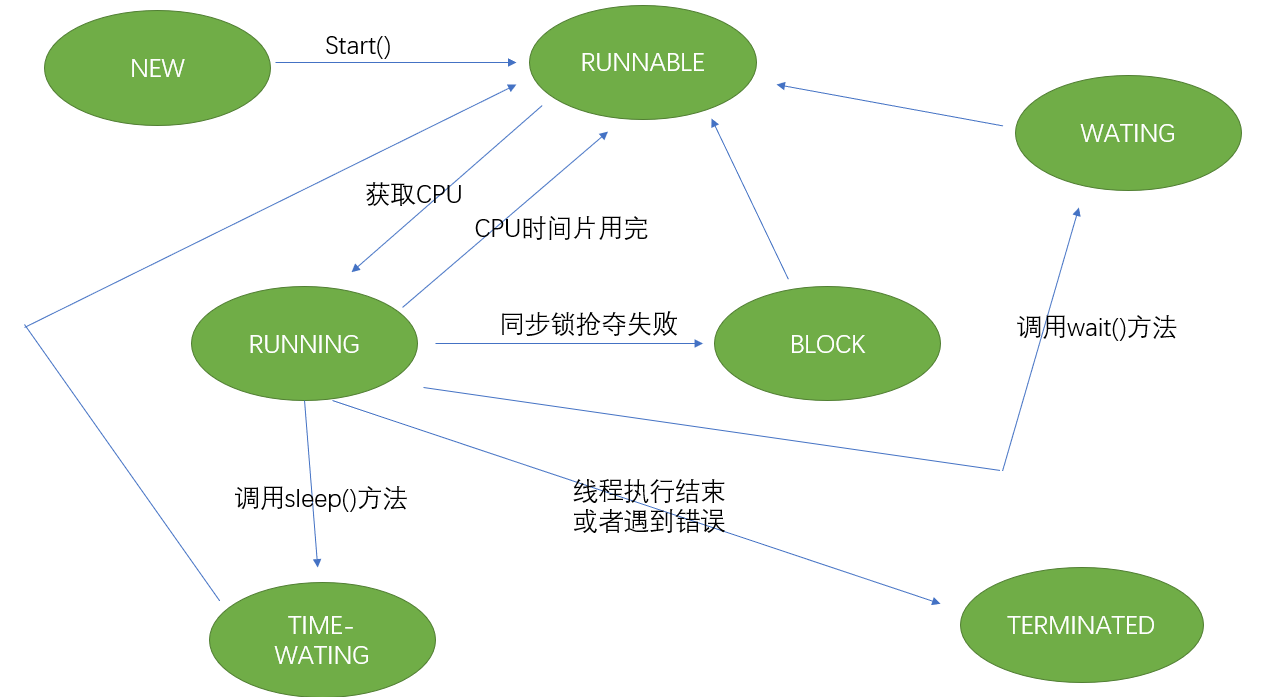 NEW
Start()
RUNNABLE
WATING
获取CPU
CPU时间片用完
RUNNING
同步锁抢夺失败
BLOCK
调用wait()方法
调用sleep()方法
线程执行结束
或者遇到错误
TIME-
WATING
TERMINATED